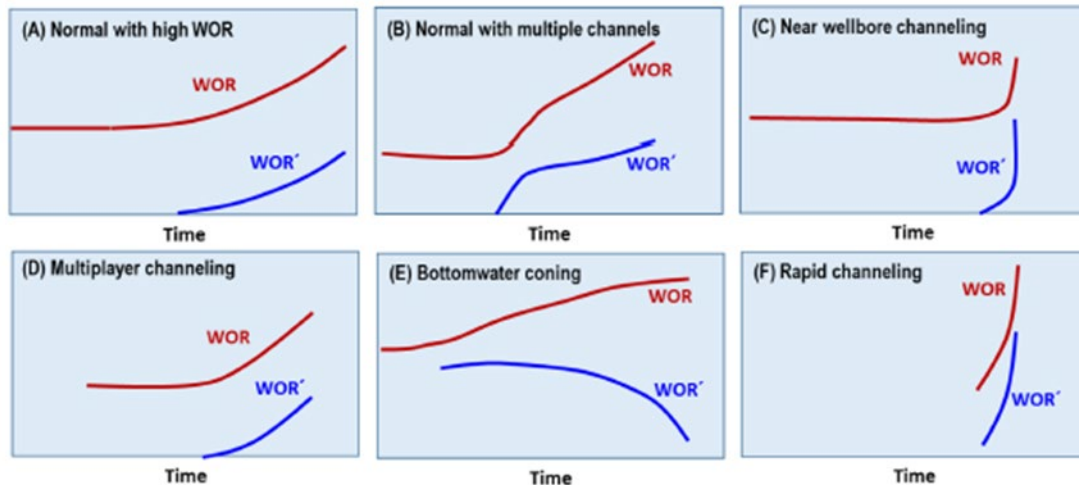 (A) Normal with high WOR
WOR
WOR´
Time
(B) Normal with multiple channels
WOR
WOR´
Time
(C) Near wellbore channeling
WOR
WOR´
Time
(D) Multiplayer channeling
WOR
WOR´
Time
(E) Bottomwater coning
WOR
WOR´
Time
(F) Rapid channeling
WOR
WOR´
Time